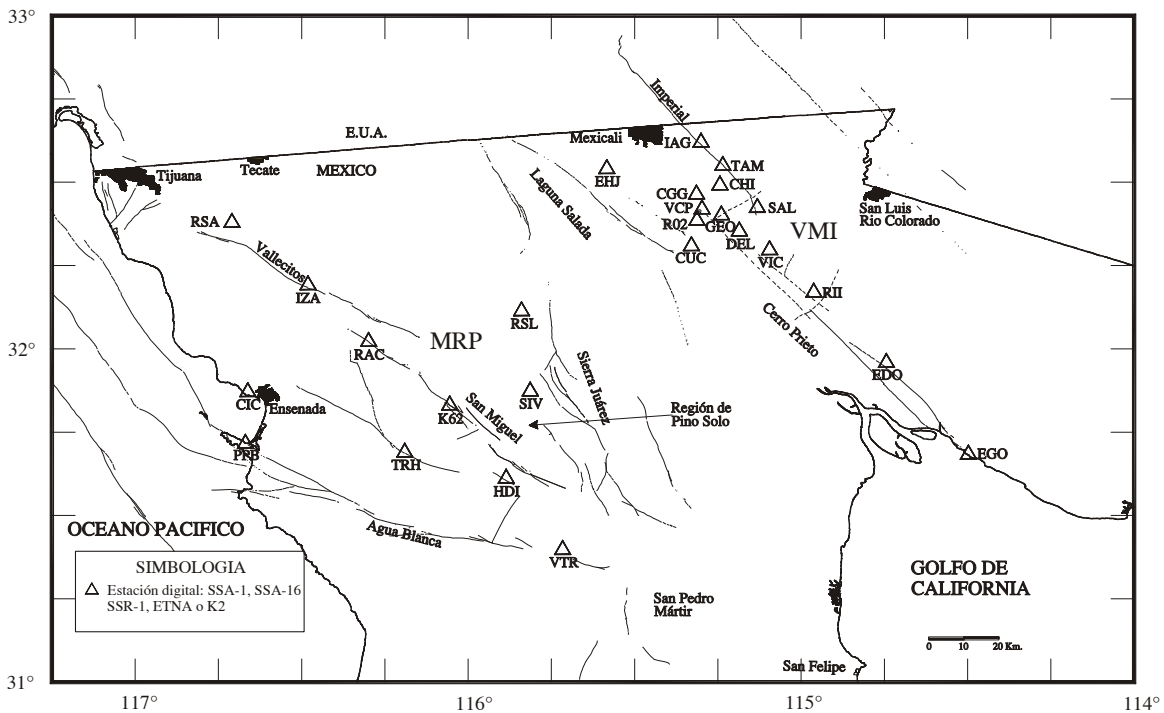 33°
Imperial
E.U.A.
Mexicali
IAG
Tijuana
Tecate
MEXICO
EHJ
TAM
CHI
CGG
VCP
SAL
San Luis
Rio Colorado
RSA
R02
GEO
DEL
VMI
Laguna Salada
CUC
VIC
Vallecitos
IZA
RII
RSL
Cerro Prieto
32°
MRP
RAC
EDO
Sierra Juárez
CIC
Ensenada
SIV
K62
San Miguel
Región de
Pino Solo
PPB
TRH
EGO
HDI
OCEANO PACIFICO
Agua Blanca
VTR
SIMBOLOGIA
Estación digital: SSA-1, SSA-16
SSR-1, ETNA o K2
GOLFO DE
CALIFORNIA
San Pedro
Mártir
0 10 20 Km.
San Felipe
31°
117°
116°
115°
114°